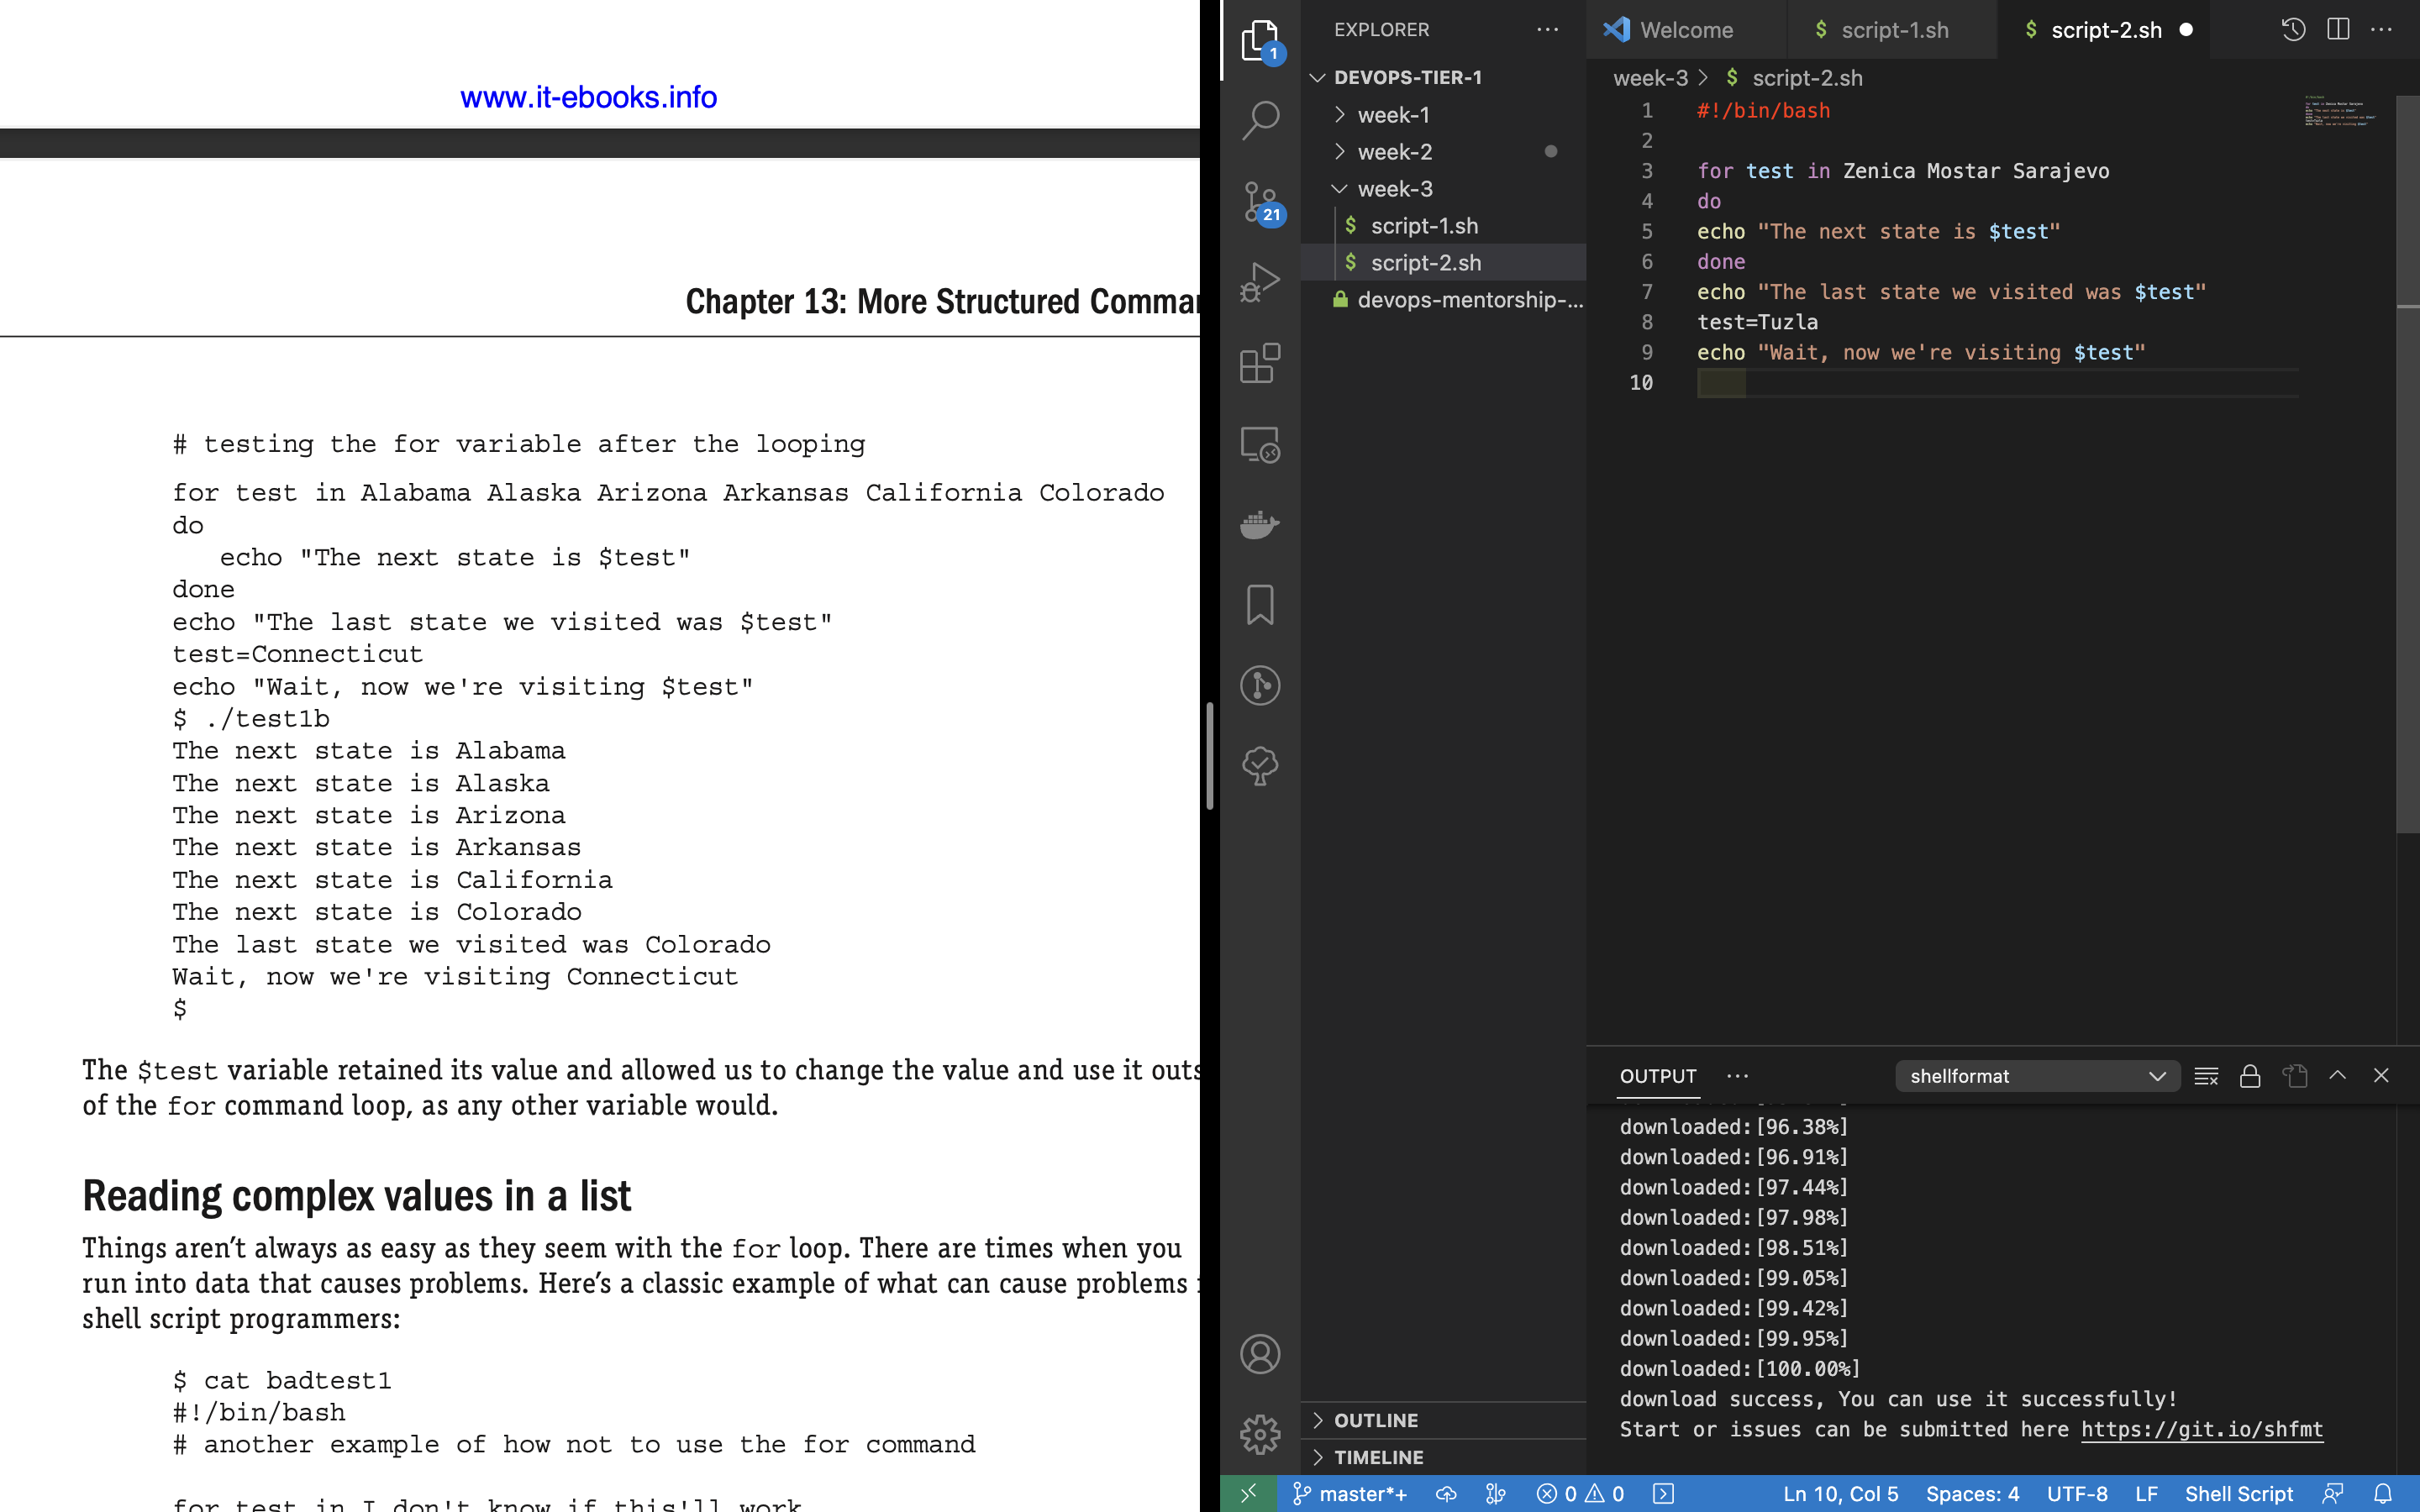 www.it-ebooks.info
Chapter 13: More Structured
# testing the for variable after the looping
for test in Alabama Alaska Arizona Arkansas California Colorado
do
echo "The next state is $test"
done
echo "The last state we visited was $test"
test=Connecticut
echo "Wait, now we're visiting $test"
$ ./test1b
The next state is Alabama
The next state is Alaska
The next state is Arizona
The next state is Arkansas
The next state is California
The next state is Colorado
The last state we visited was Colorado
Wait, now we're visiting Connecticut
$
The $test variable retained its value and allowed us to change the value and use it outs
of the for command loop, as any other variable would.
Reading complex values in a list
Things aren't always as easy as they seem with the for loop. There are times when you
run into data that causes problems. Here's a classic example of what can cause problems
shell script programmers:
$ cat badtest1
#!/bin/bash
# another example of how not to use the for command
for test in I don't know if this'll work
1
21
EXPLORER ...
DEVOPS-TIER-1
week-1
week-2
week-3
$ script-1.sh
$ script-2.sh
devops-mentorship-...
OUTLINE
TIMELINE
Welcome $ script-1.sh $ script-2.sh
week-3 > $ script-2.sh
1 #!/bin/bash
2
3 for test in Zenica Mostar Sarajevo
4 do
5 echo "The next state is $test"
6 done
7 echo "The last state we visited was $test"
8 test=Tuzla
9 echo "Wait, now we're visiting $test"
10
OUTPUT ... shellformat
downloaded:[96.38%]
downloaded:[96.91%]
downloaded:[97.44%]
downloaded:[97.98%]
downloaded:[98.51%]
downloaded:[99.05%]
downloaded:[99.42%]
downloaded:[99.95%]
downloaded:[100.00%]
download success, You can use it successfully!
Start or issues can be submitted here https://git.io/shfmt
master*+ 0 0 Ln 10, Col 5 Spaces: 4 UTF-8 LF Shell Script